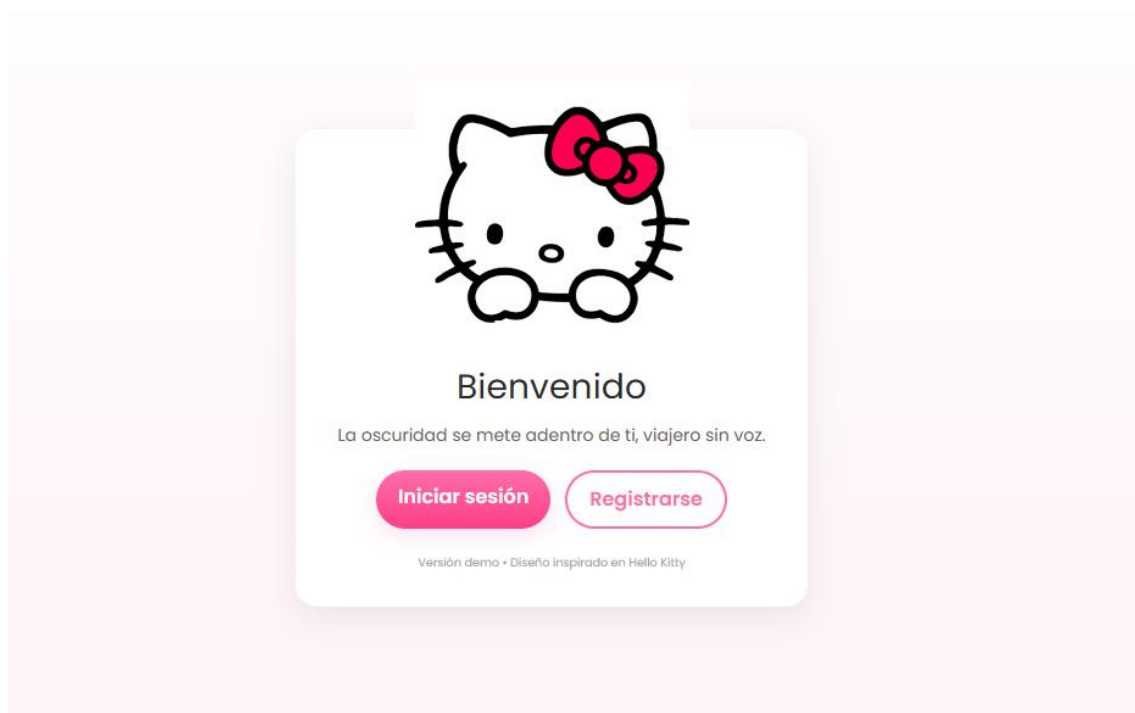 Bienvenido
La oscuridad se mete adentro de ti, viajero sin voz.
Iniciar sesión
Registrarse
Versión demo • Diseño inspirado en Hello Kitty